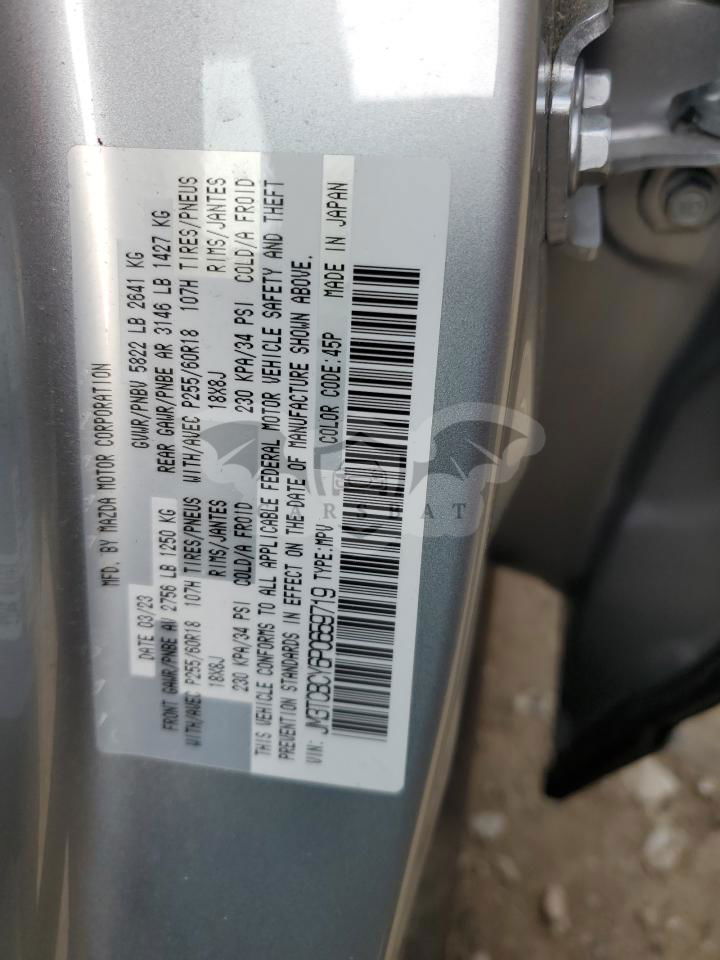 MFD. BY MAZDA MOTOR CORPORATION
DATE 03/23 GVWR/PNBV 5822 LB 2641 KG
FRONT GAWR/PNBE AV 2756 LB 1250 KG REAR GAWR/PNBE AR 3146 LB 1427 KG
WITH/AVEC P255/60R18 107H TIRES/PNEUS WITH/AVEC P255/60R18 107H TIRES/PNEUS
18X8J RIMS/JANTES 18X8J RIMS/JANTES
230 KPA/34 PSI COLD/A FROID 230 KPA/34 PSI COLD/A FROID
THIS VEHICLE CONFORMS TO ALL APPLICABLE FEDERAL MOTOR VEHICLE SAFETY AND THEFT
PREVENTION STANDARDS IN EFFECT ON THE DATE OF MANUFACTURE SHOWN ABOVE.
VIN: JM3TCBCY6P0659719 TYPE:MPV COLOR CODE:45P MADE IN JAPAN
CARSBAT